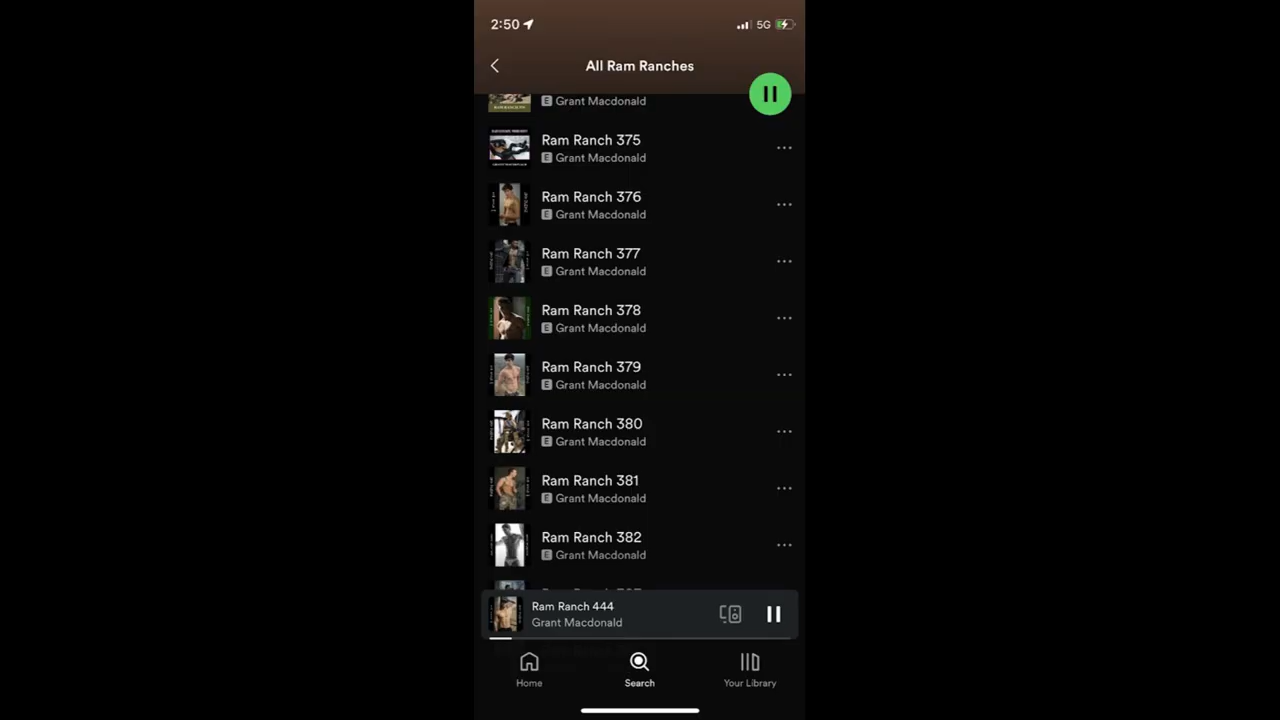 2:50
5G
All Ram Ranches
E Grant Macdonald
Ram Ranch 375
E Grant Macdonald
Ram Ranch 376
E Grant Macdonald
Ram Ranch 377
E Grant Macdonald
Ram Ranch 378
E Grant Macdonald
Ram Ranch 379
E Grant Macdonald
Ram Ranch 380
E Grant Macdonald
Ram Ranch 381
E Grant Macdonald
Ram Ranch 382
E Grant Macdonald
Ram Ranch 444
Grant Macdonald
Home
Search
Your Library